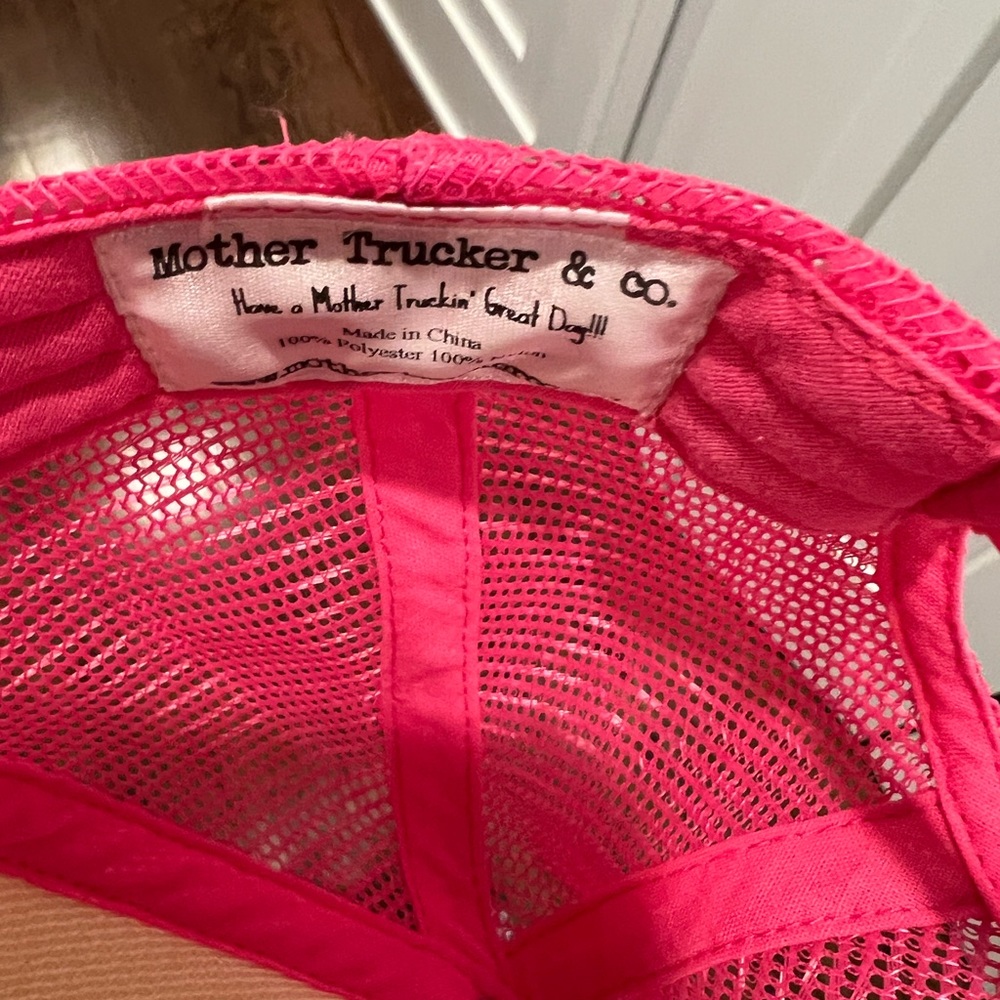 Mother Trucker & co.
Have a Mother Truckin' Great Day!!!
Made in China
100% Polyester 100%